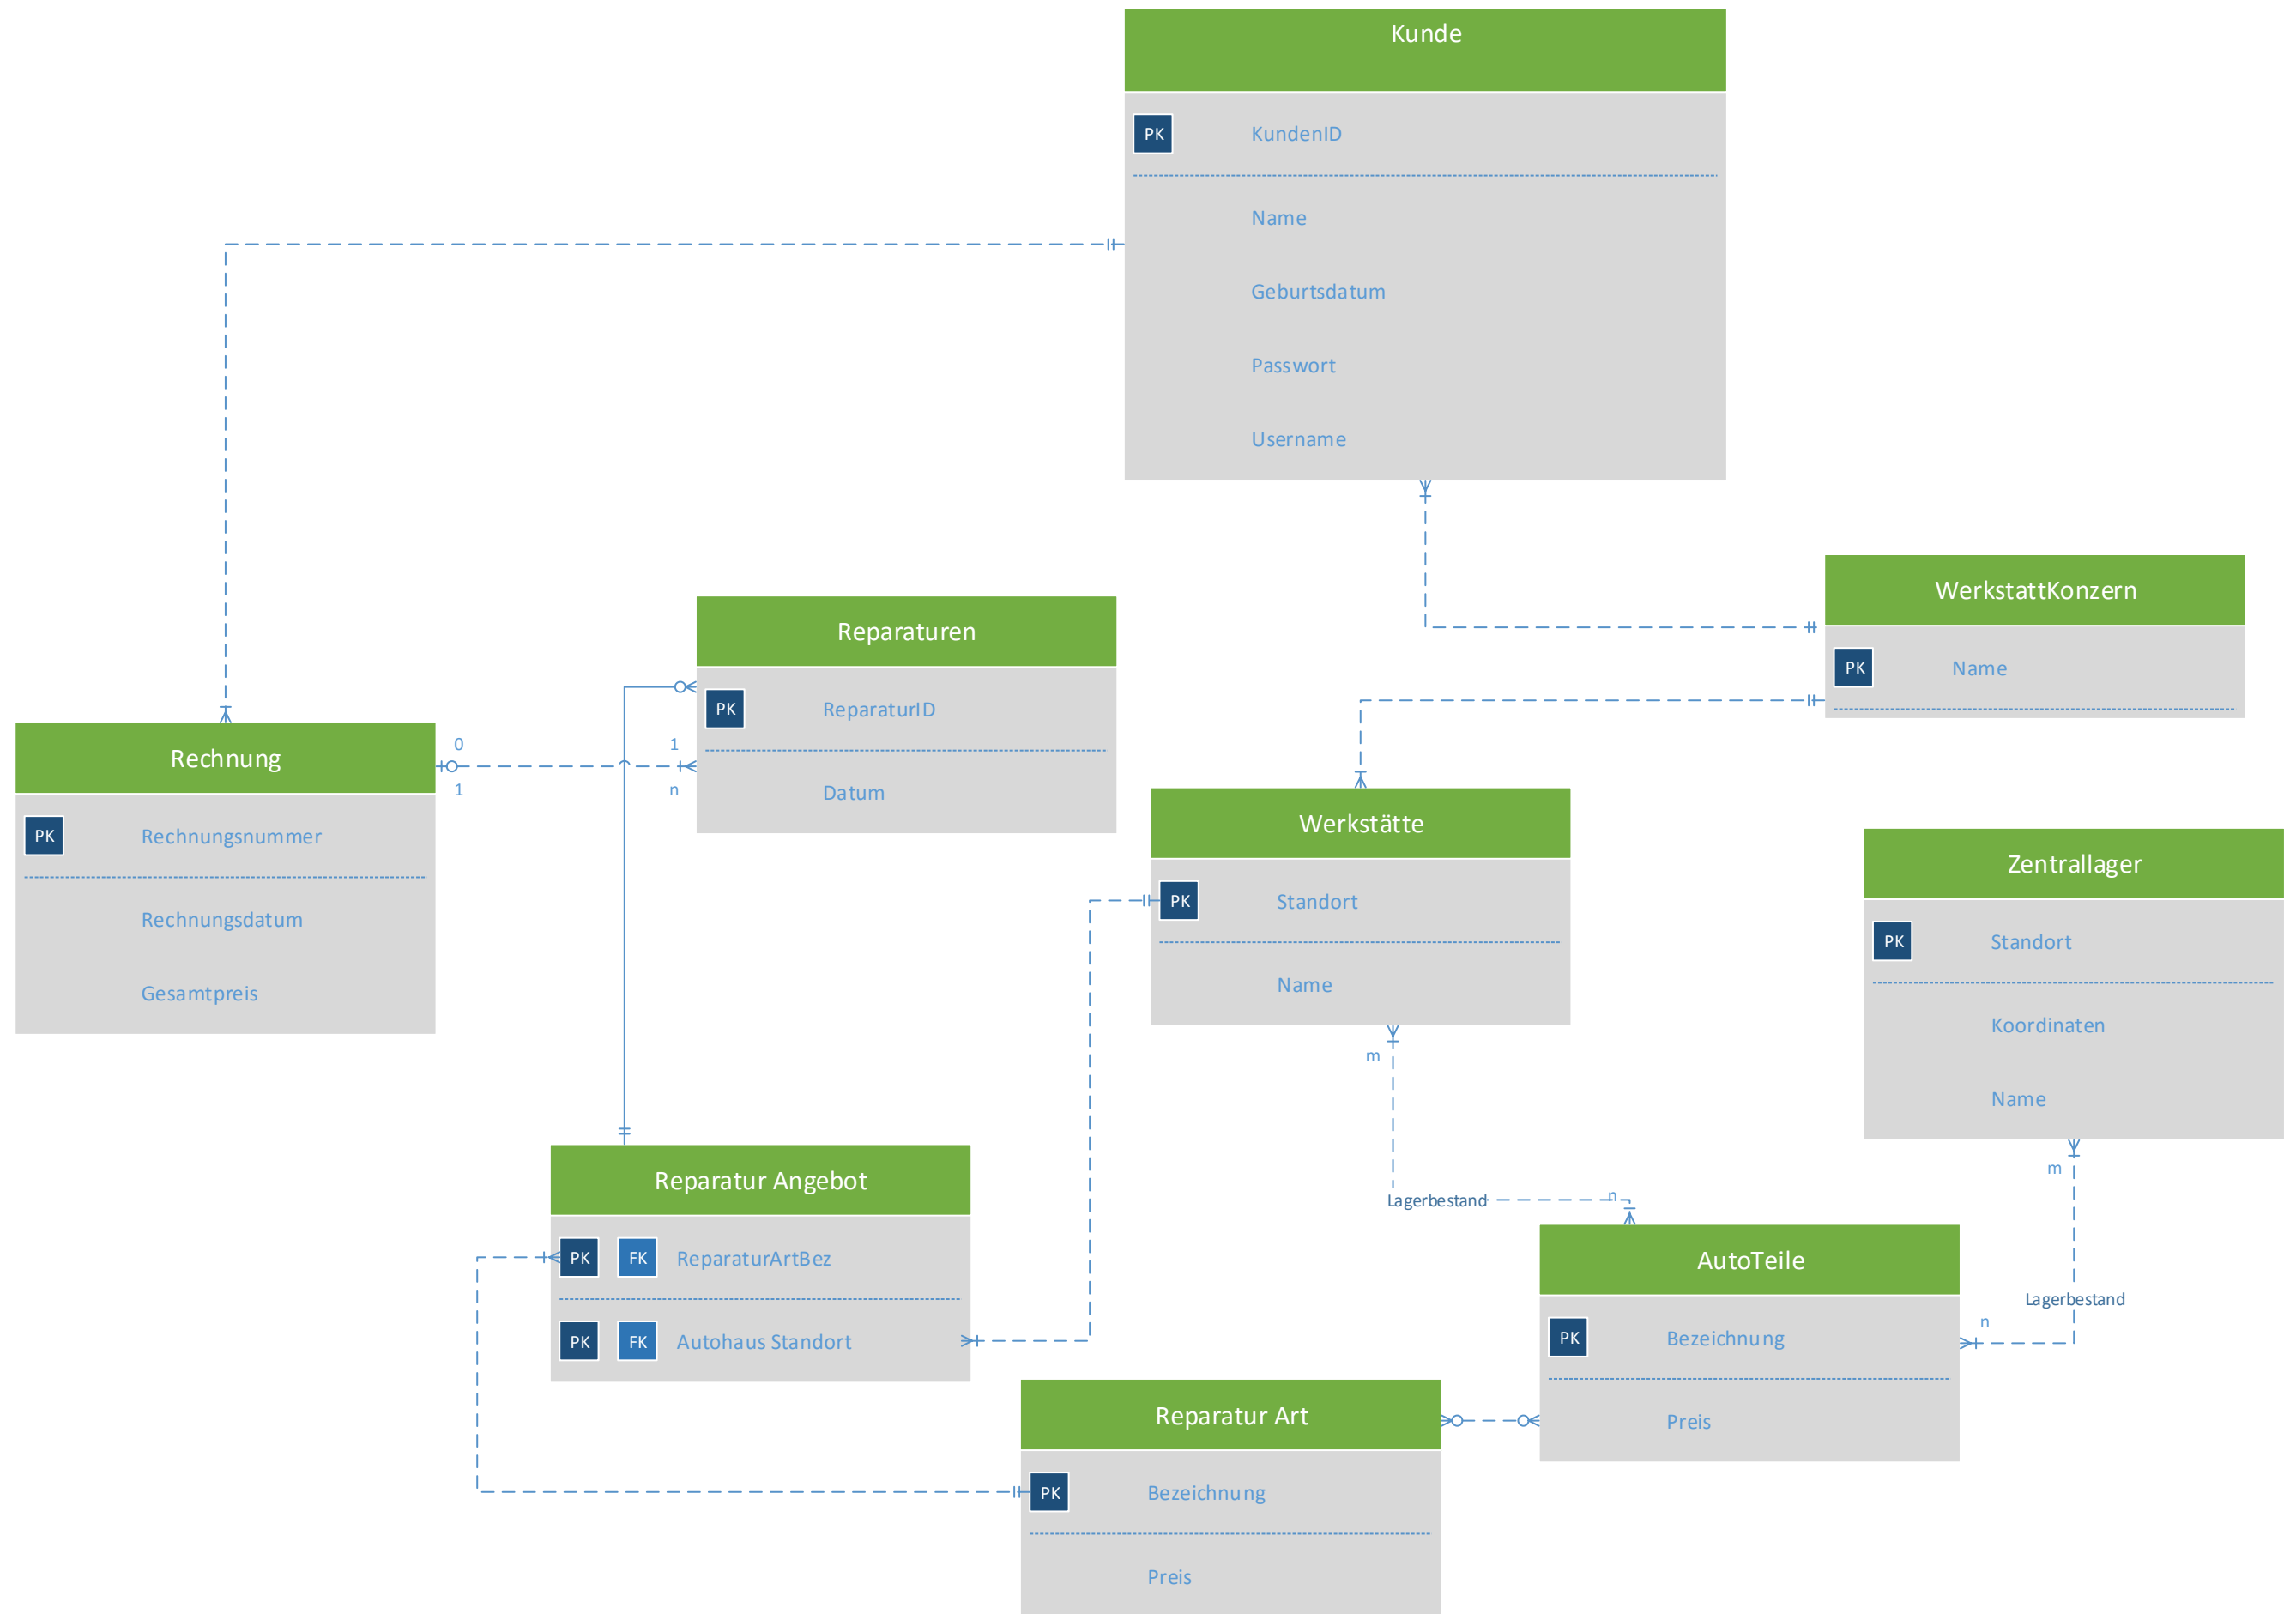 Kunde
PK KundenID
Name
Geburtsdatum
Passwort
Username
WerkstattKonzern
PK Name
Reparaturen
PK ReparaturID
Datum
0 1
1 n
Rechnung
PK Rechnungsnummer
Rechnungsdatum
Gesamtpreis
Werkstätte
PK Standort
Name
m
Zentrallager
PK Standort
Koordinaten
Name
m
Reparatur Angebot
PK FK ReparaturArtBez
PK FK Autohaus Standort
Lagerbestand n
AutoTeile
PK Bezeichnung
Preis
Lagerbestand
n
Reparatur Art
PK Bezeichnung
Preis